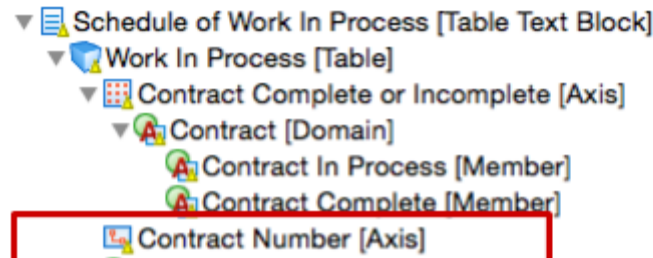 Schedule of Work In Process [Table Text Block]
Work In Process [Table]
Contract Complete or Incomplete [Axis]
Contract [Domain]
Contract In Process [Member]
Contract Complete [Member]
Contract Number [Axis]